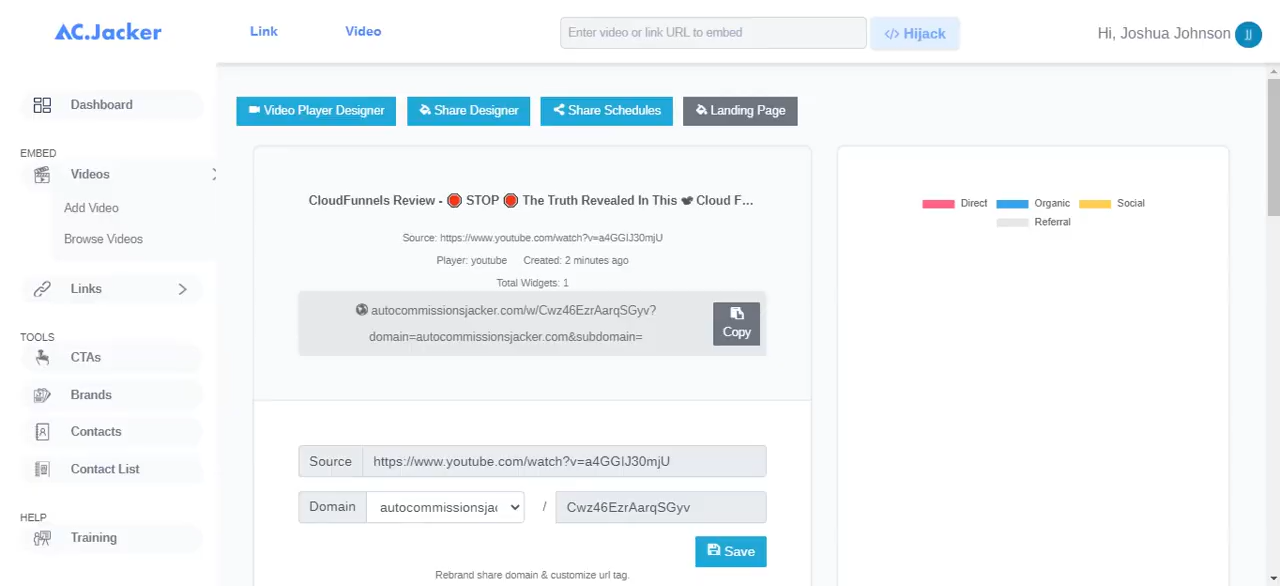 AC.Jacker
Link
Video
Enter video or link URL to embed
</> Hijack
Hi, Joshua Johnson
JJ
Dashboard
EMBED
Videos
Add Video
Browse Videos
Links
TOOLS
CTAs
Brands
Contacts
Contact List
HELP
Training
Video Player Designer
Share Designer
Share Schedules
Landing Page
CloudFunnels Review - 🛑 STOP 🛑 The Truth Revealed In This 📽 Cloud F...
Source: https://www.youtube.com/watch?v=a4GGIJ30mjU
Player: youtube Created: 2 minutes ago
Total Widgets: 1
autocommissionsjacker.com/w/Cwz46EzrAarqSGyv?
domain=autocommissionsjacker.com&subdomain=
Copy
Source https://www.youtube.com/watch?v=a4GGIJ30mjU
Domain autocommissionsjac / Cwz46EzrAarqSGyv
Save
Rebrand share domain & customize url tag.
Direct Organic Social
Referral